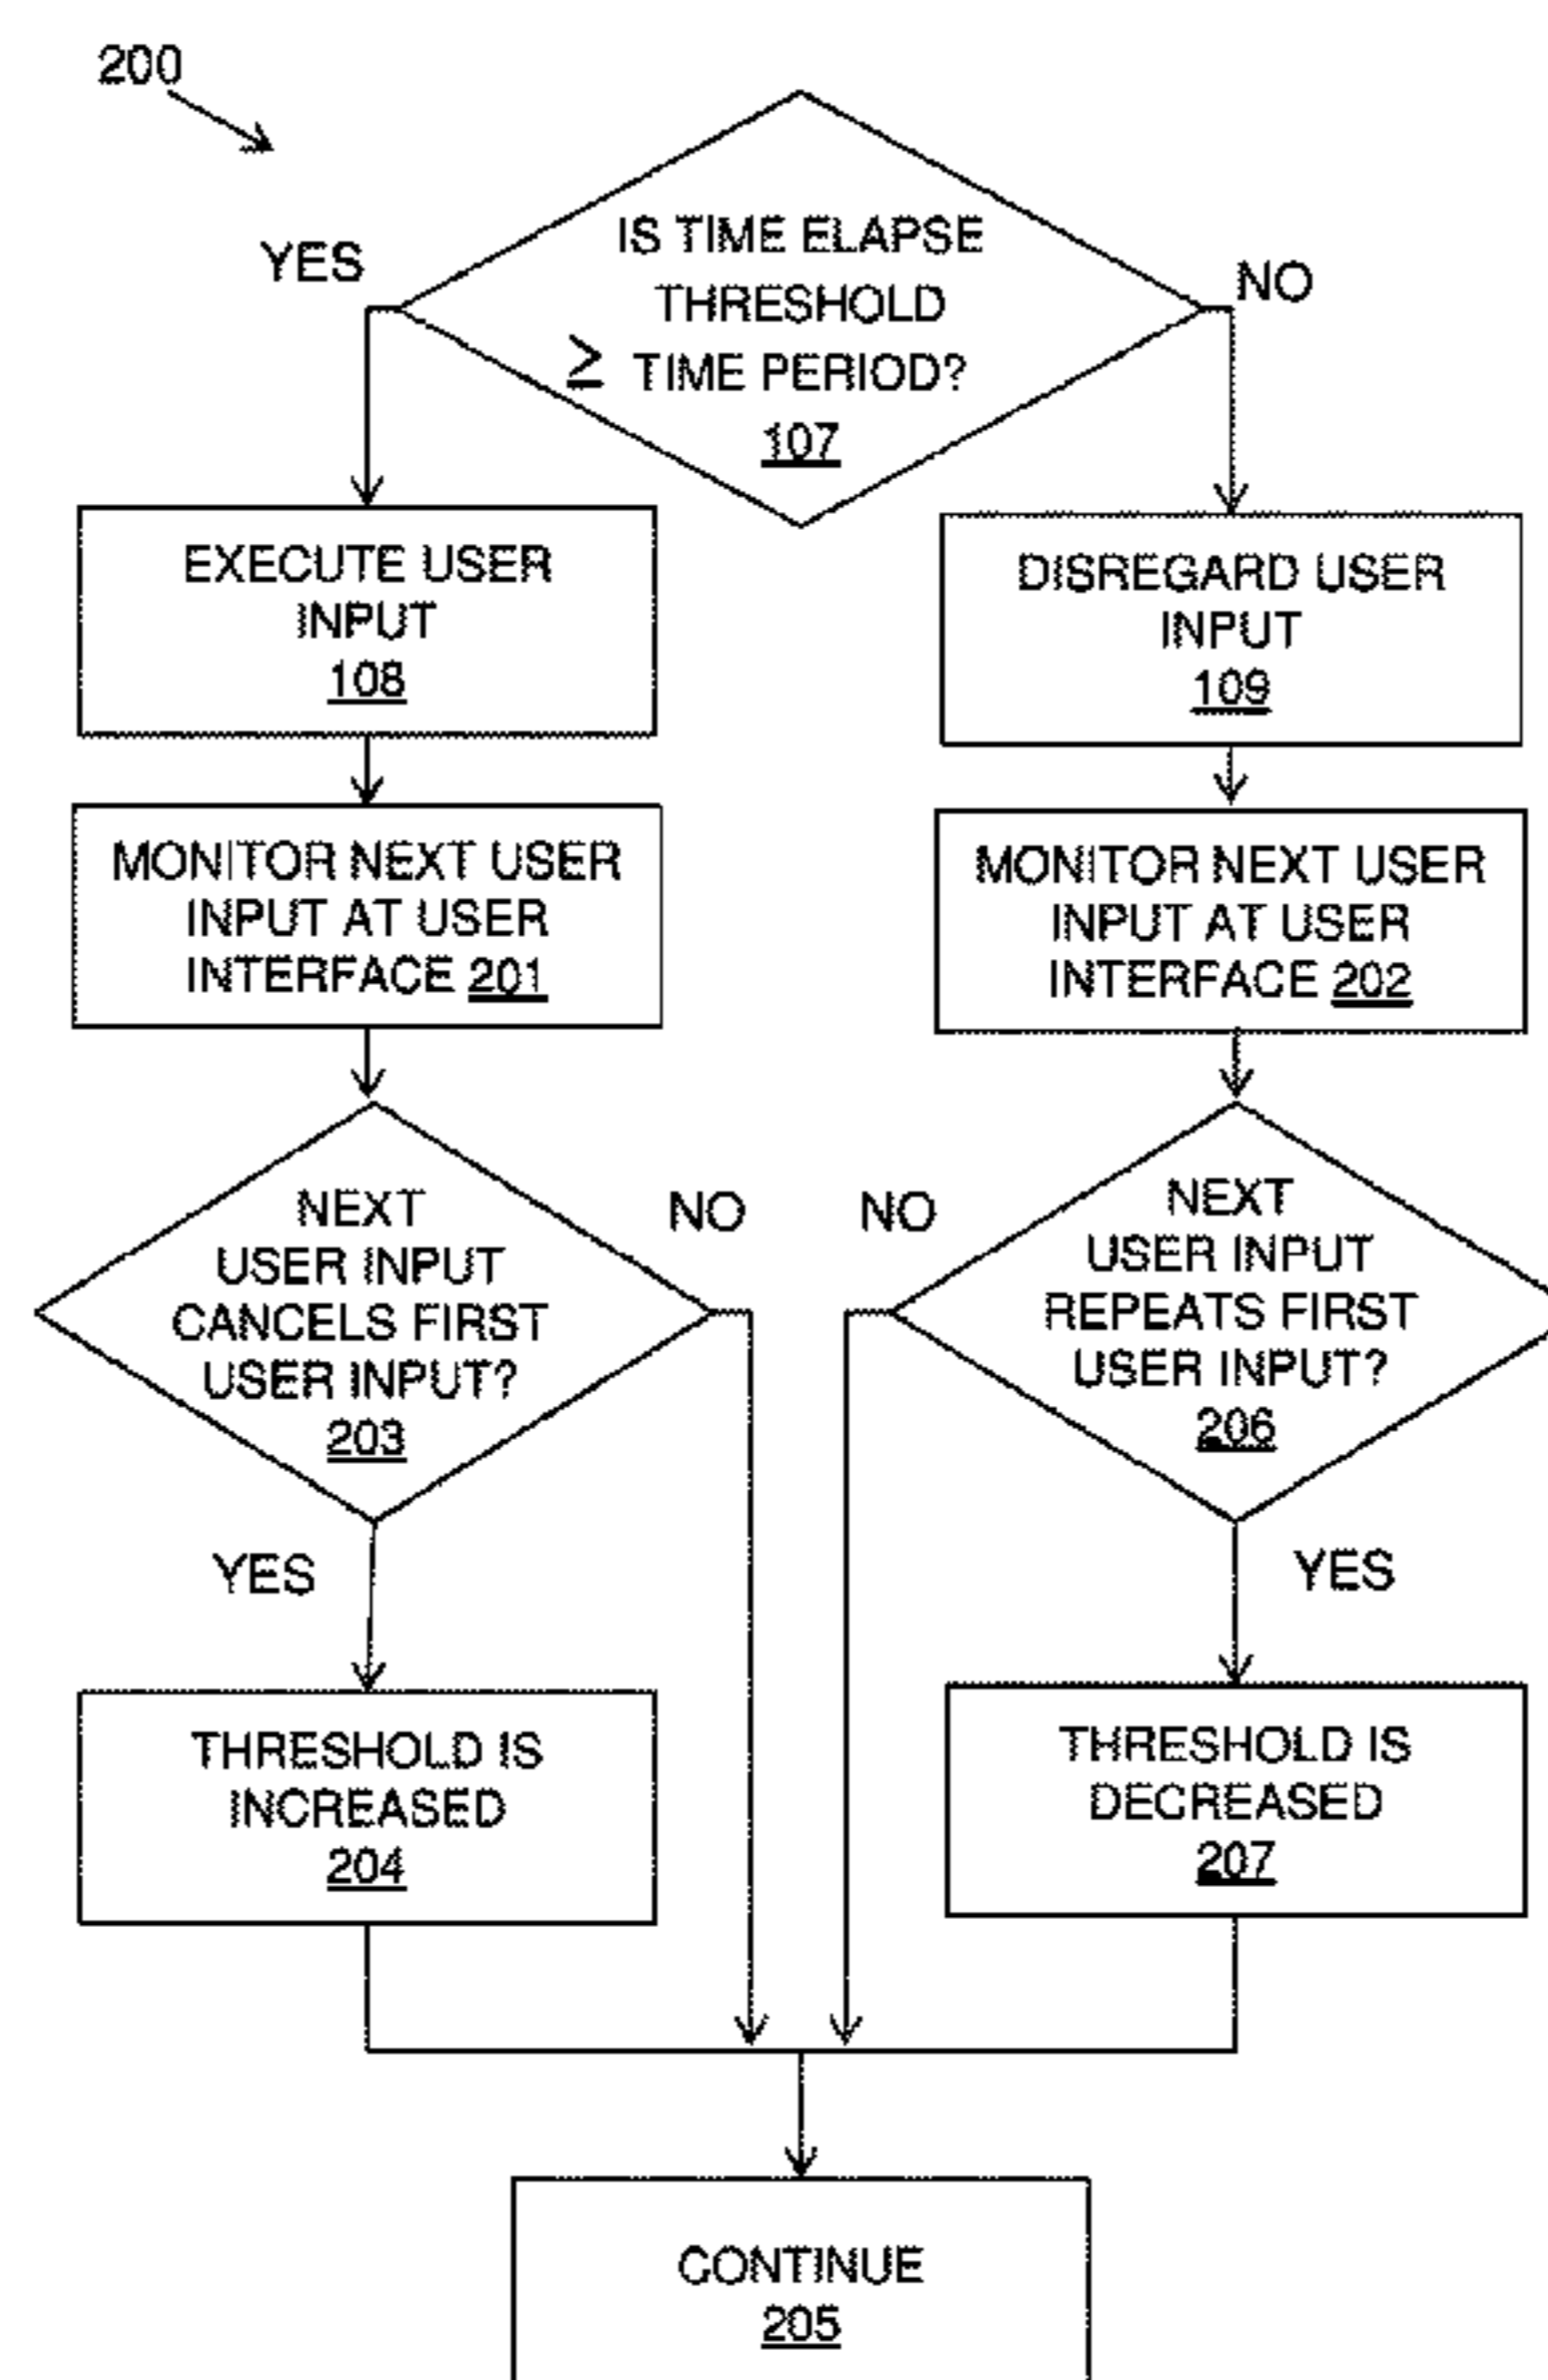 200
IS TIME ELAPSE
THRESHOLD
≥ TIME PERIOD?
107
YES
NO
EXECUTE USER
INPUT
108
DISREGARD USER
INPUT
109
MONITOR NEXT USER
INPUT AT USER
INTERFACE 201
MONITOR NEXT USER
INPUT AT USER
INTERFACE 202
NEXT
USER INPUT
CANCELS FIRST
USER INPUT?
203
NO
NO
NEXT
USER INPUT
REPEATS FIRST
USER INPUT?
206
YES
YES
THRESHOLD IS
INCREASED
204
THRESHOLD IS
DECREASED
207
CONTINUE
205